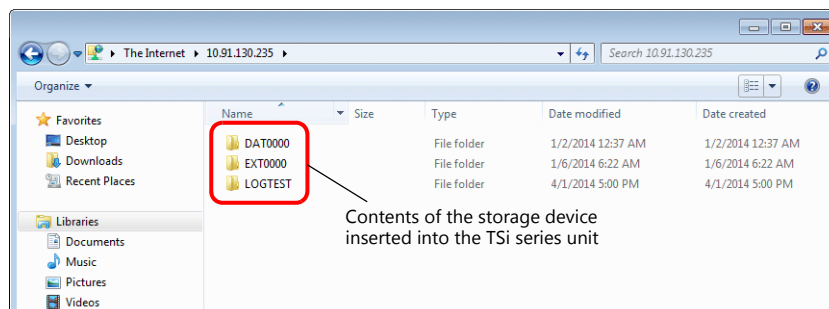 The Internet 10.91.130.235 Search 10.91.130.235
Organize
Favorites
Desktop
Downloads
Recent Places
Libraries
Documents
Music
Pictures
Videos
Name Size Type Date modified Date created
DAT0000 File folder 1/2/2014 12:37 AM 1/2/2014 12:37 AM
EXT0000 File folder 1/6/2014 6:22 AM 1/6/2014 6:22 AM
LOGTEST File folder 4/1/2014 5:00 PM 4/1/2014 5:00 PM
Contents of the storage device
inserted into the TSi series unit